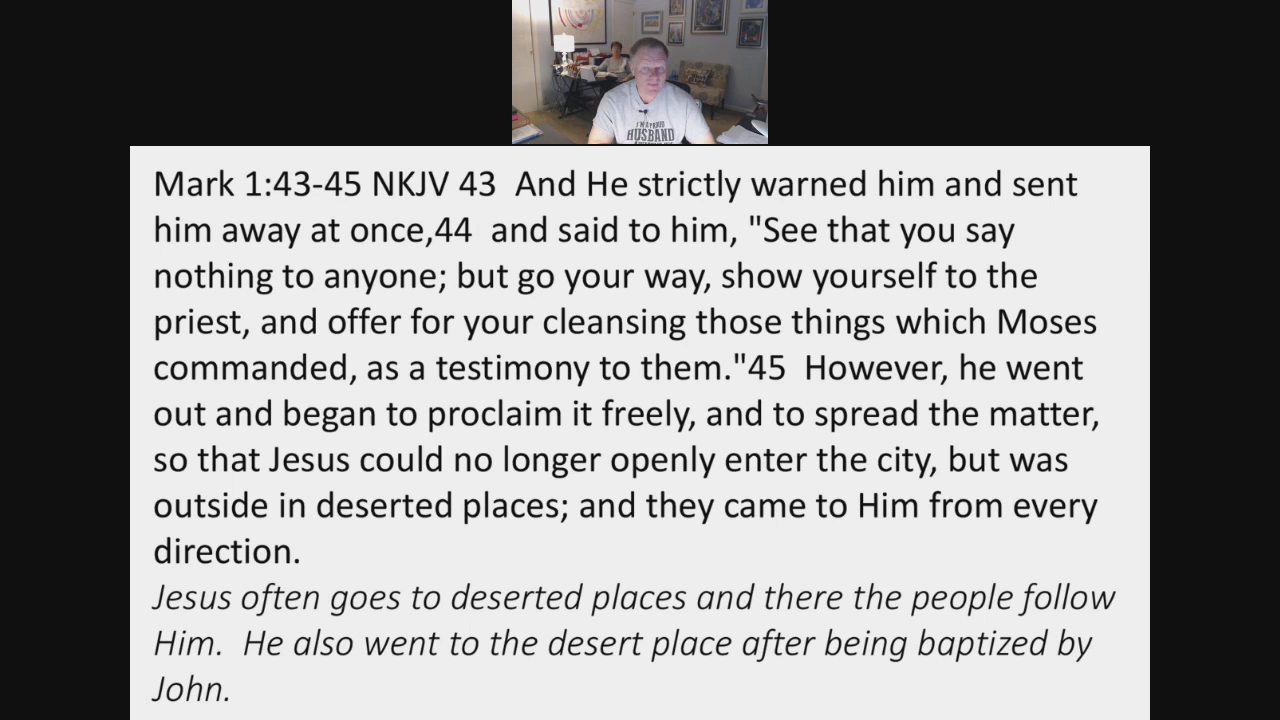 I'M A PROUD
HUSBAND
Mark 1:43-45 NKJV 43  And He strictly warned him and sent
him away at once,44  and said to him, "See that you say
nothing to anyone; but go your way, show yourself to the
priest, and offer for your cleansing those things which Moses
commanded, as a testimony to them."45  However, he went
out and began to proclaim it freely, and to spread the matter,
so that Jesus could no longer openly enter the city, but was
outside in deserted places; and they came to Him from every
direction.
Jesus often goes to deserted places and there the people follow
Him.  He also went to the desert place after being baptized by
John.